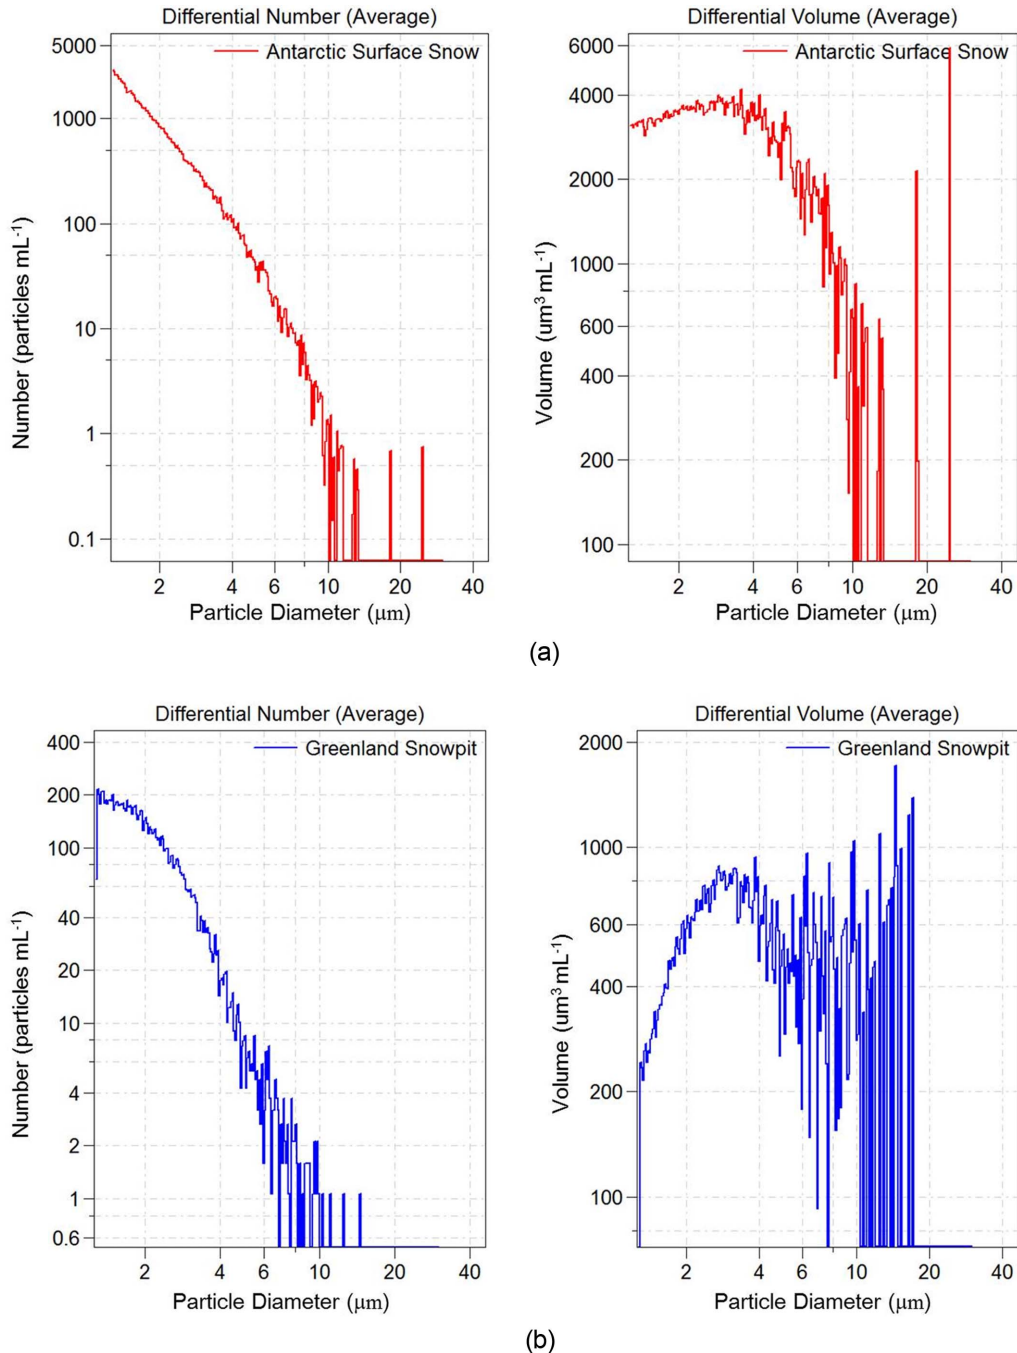 Differential Number (Average)
Antarctic Surface Snow
5000
1000
100
10
1
0.1
Number (particles mL⁻¹)
2 4 6 10 20 40
Particle Diameter (μm)
Differential Volume (Average)
Antarctic Surface Snow
6000
4000
2000
1000
600
400
200
100
Volume (um³ mL⁻¹)
2 4 6 10 20 40
Particle Diameter (μm)
(a)
Differential Number (Average)
Greenland Snowpit
400
200
100
40
20
10
4
2
1
0.6
Number (particles mL⁻¹)
2 4 6 10 20 40
Particle Diameter (μm)
Differential Volume (Average)
Greenland Snowpit
2000
1000
600
400
200
100
Volume (um³ mL⁻¹)
2 4 6 10 20 40
Particle Diameter (μm)
(b)